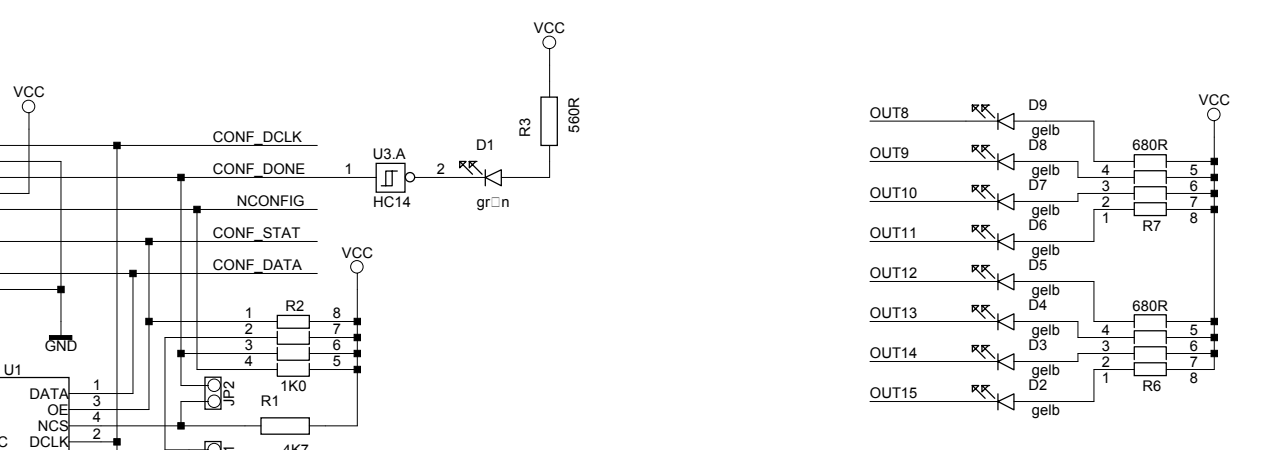 VCC
VCC
R3
560R
CONF_DCLK
CONF_DONE
1
U3.A
HC14
2
D1
gr□n
NCONFIG
CONF_STAT
CONF_DATA
VCC
GND
R2
1
8
2
7
3
6
4
5
1K0
U1
DATA
1
OE
3
NCS
4
DCLK
2
C
JP2
R1
4K7
1
VCC
OUT8
D9
gelb
OUT9
D8
gelb
OUT10
D7
gelb
OUT11
D6
gelb
OUT12
D5
gelb
OUT13
D4
gelb
OUT14
D3
gelb
OUT15
D2
gelb
680R
4
5
3
6
2
7
1
8
R7
680R
4
5
3
6
2
7
1
8
R6